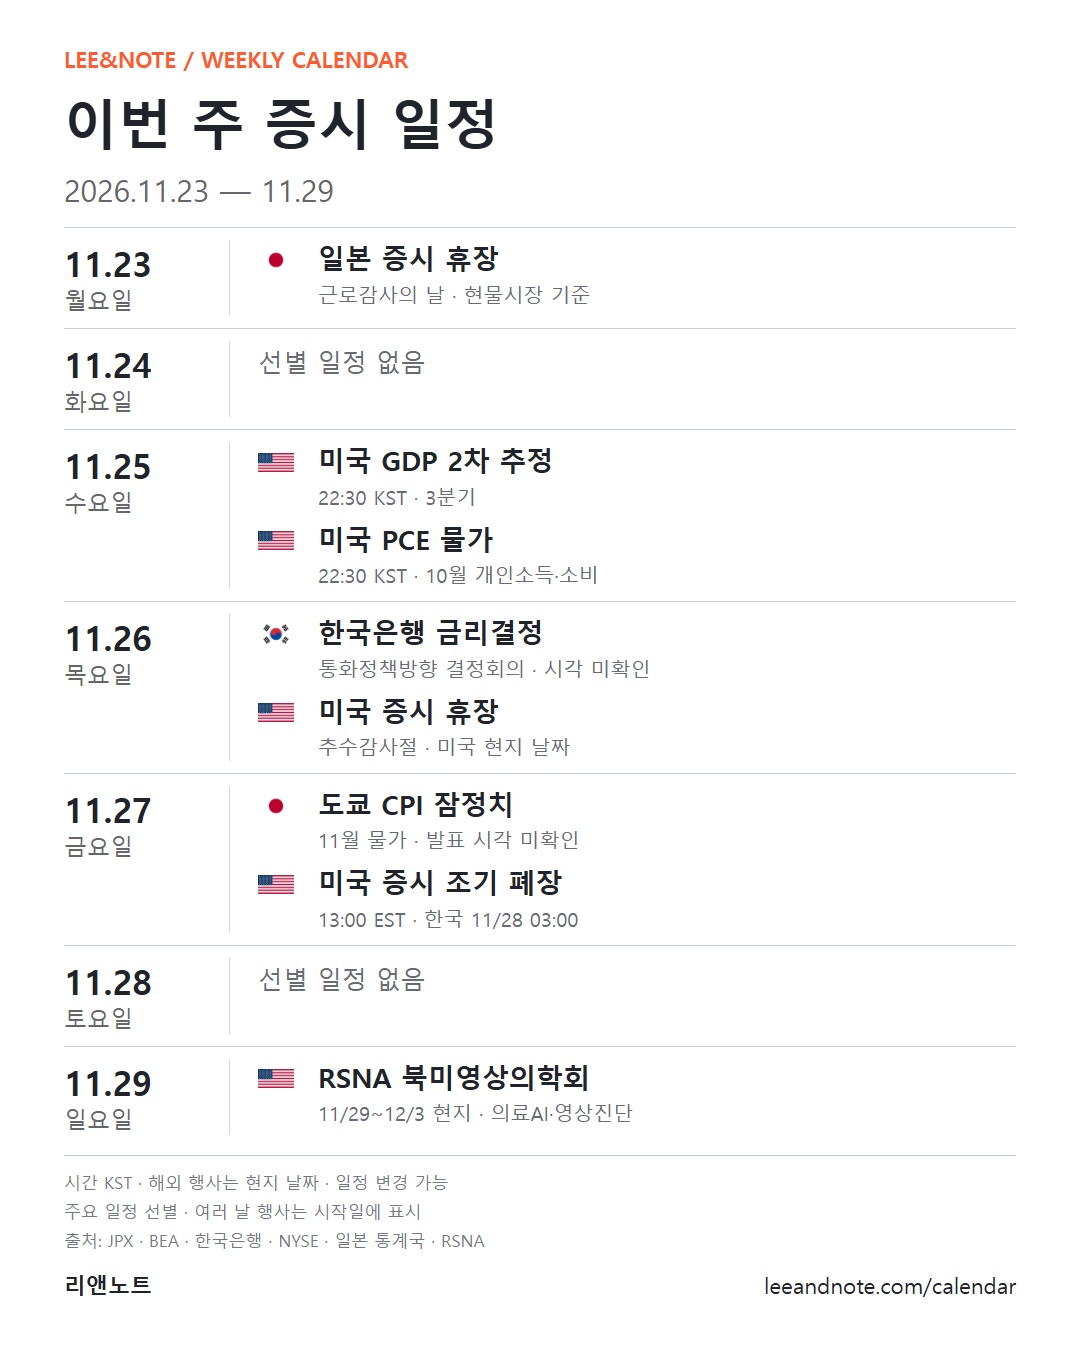 LEE&NOTE / WEEKLY CALENDAR
이번 주 증시 일정
2026.11.23 — 11.29
11.23
월요일
일본 증시 휴장
근로감사의 날 · 현물시장 기준
11.24
화요일
선별 일정 없음
11.25
수요일
미국 GDP 2차 추정
22:30 KST · 3분기
미국 PCE 물가
22:30 KST · 10월 개인소득·소비
11.26
목요일
한국은행 금리결정
통화정책방향 결정회의 · 시각 미확인
미국 증시 휴장
추수감사절 · 미국 현지 날짜
11.27
금요일
도쿄 CPI 잠정치
11월 물가 · 발표 시각 미확인
미국 증시 조기 폐장
13:00 EST · 한국 11/28 03:00
11.28
토요일
선별 일정 없음
11.29
일요일
RSNA 북미영상의학회
11/29~12/3 현지 · 의료AI·영상진단
시간 KST · 해외 행사는 현지 날짜 · 일정 변경 가능
주요 일정 선별 · 여러 날 행사는 시작일에 표시
출처: JPX · BEA · 한국은행 · NYSE · 일본 통계국 · RSNA
리앤노트
leeandnote.com/calendar